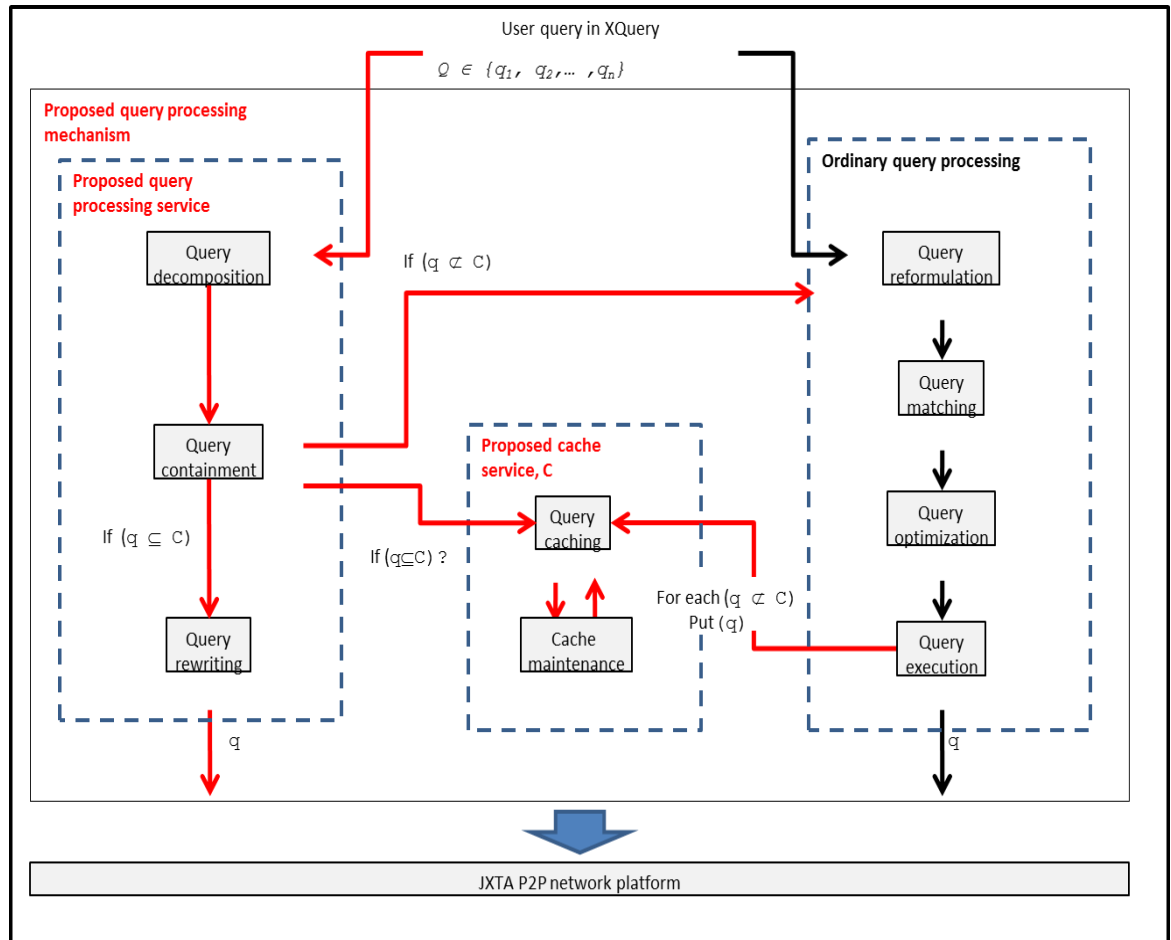 User query in XQuery
Q ∈ {q1, q2,… ,qn}
Proposed query processing
mechanism
Proposed query
processing service
Ordinary query processing
Query
decomposition
If (q ⊄ C)
Query
reformulation
Query
matching
Query
containment
Proposed cache
service, C
Query
caching
Query
optimization
If (q ⊆ C)
If (q⊆C) ?
For each (q ⊄ C)
Put (q)
Query
rewriting
Cache
maintenance
Query
execution
q
q
JXTA P2P network platform